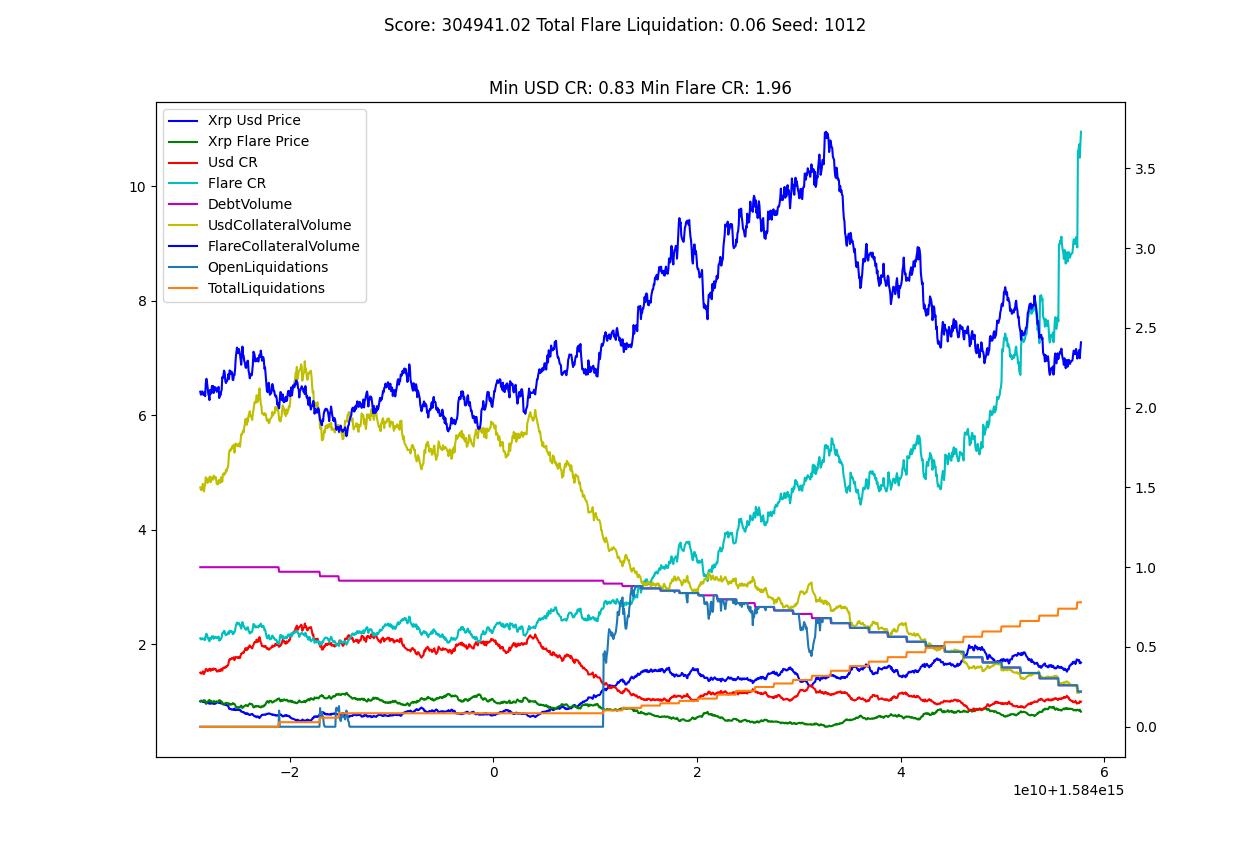 Score: 304941.02 Total Flare Liquidation: 0.06 Seed: 1012
Min USD CR: 0.83 Min Flare CR: 1.96
Xrp Usd Price
Xrp Flare Price
Usd CR
Flare CR
DebtVolume
UsdCollateralVolume
FlareCollateralVolume
OpenLiquidations
TotalLiquidations
10
8
6
4
2
3.5
3.0
2.5
2.0
1.5
1.0
0.5
0.0
−2 0 2 4 6
1e10+1.584e15